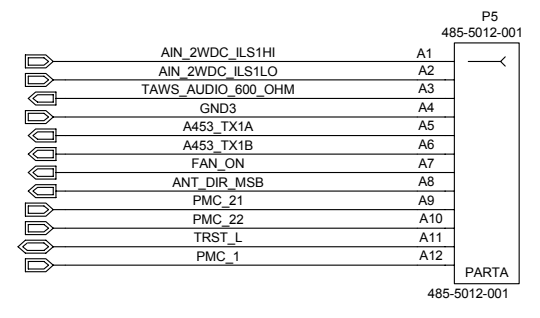 P5
485-5012-001
AIN_2WDC_ILS1HI A1
AIN_2WDC_ILS1LO A2
TAWS_AUDIO_600_OHM A3
GND3 A4
A453_TX1A A5
A453_TX1B A6
FAN_ON A7
ANT_DIR_MSB A8
PMC_21 A9
PMC_22 A10
TRST_L A11
PMC_1 A12
PARTA
485-5012-001